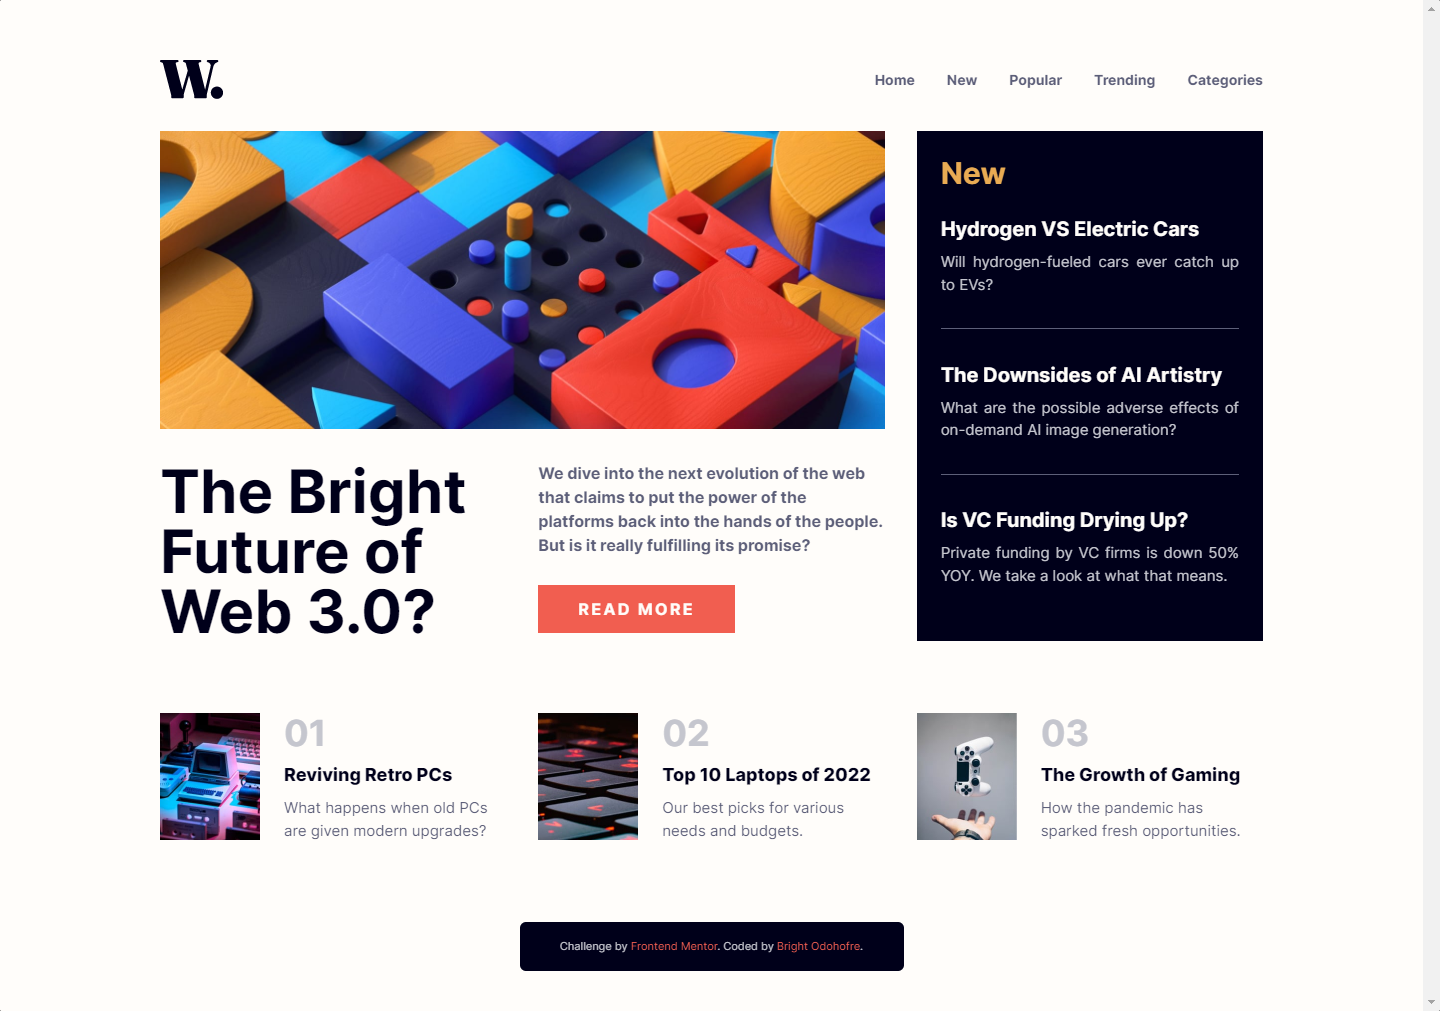 W.
Home New Popular Trending Categories
The Bright
Future of
Web 3.0?
We dive into the next evolution of the web
that claims to put the power of the
platforms back into the hands of the people.
But is it really fulfilling its promise?
READ MORE
New
Hydrogen VS Electric Cars
Will hydrogen-fueled cars ever catch up
to EVs?
The Downsides of AI Artistry
What are the possible adverse effects of
on-demand AI image generation?
Is VC Funding Drying Up?
Private funding by VC firms is down 50%
YOY. We take a look at what that means.
01
Reviving Retro PCs
What happens when old PCs
are given modern upgrades?
02
Top 10 Laptops of 2022
Our best picks for various
needs and budgets.
03
The Growth of Gaming
How the pandemic has
sparked fresh opportunities.
Challenge by Frontend Mentor. Coded by Bright Odohofre.